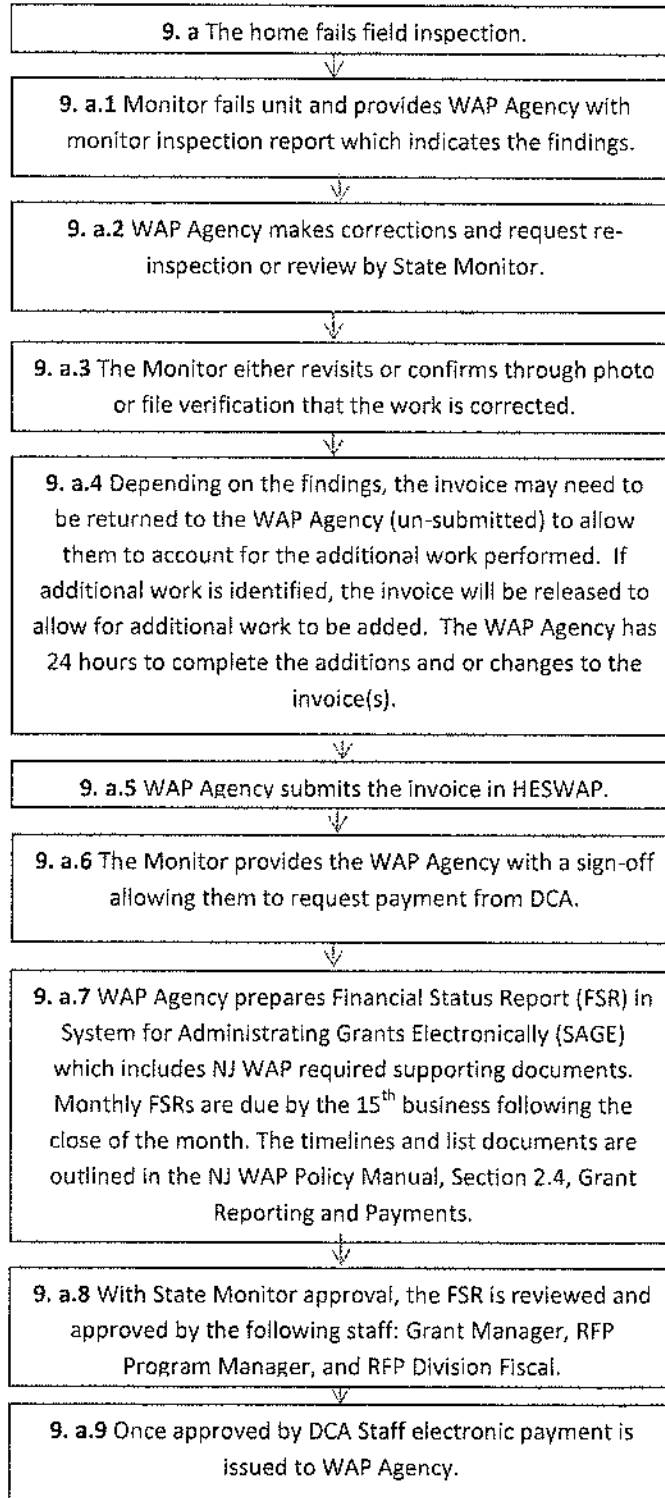 9. a The home fails field inspection.
9. a.1 Monitor fails unit and provides WAP Agency with
monitor inspection report which indicates the findings.
9. a.2 WAP Agency makes corrections and request re-
inspection or review by State Monitor.
9. a.3 The Monitor either revisits or confirms through photo
or file verification that the work is corrected.
9. a.4 Depending on the findings, the invoice may need to
be returned to the WAP Agency (un-submitted) to allow
them to account for the additional work performed. If
additional work is identified, the invoice will be released to
allow for additional work to be added. The WAP Agency has
24 hours to complete the additions and or changes to the
invoice(s).
9. a.5 WAP Agency submits the invoice in HESWAP.
9. a.6 The Monitor provides the WAP Agency with a sign-off
allowing them to request payment from DCA.
9. a.7 WAP Agency prepares Financial Status Report (FSR) in
System for Administrating Grants Electronically (SAGE)
which includes NJ WAP required supporting documents.
Monthly FSRs are due by the 15th business following the
close of the month. The timelines and list documents are
outlined in the NJ WAP Policy Manual, Section 2.4, Grant
Reporting and Payments.
9. a.8 With State Monitor approval, the FSR is reviewed and
approved by the following staff: Grant Manager, RFP
Program Manager, and RFP Division Fiscal.
9. a.9 Once approved by DCA Staff electronic payment is
issued to WAP Agency.